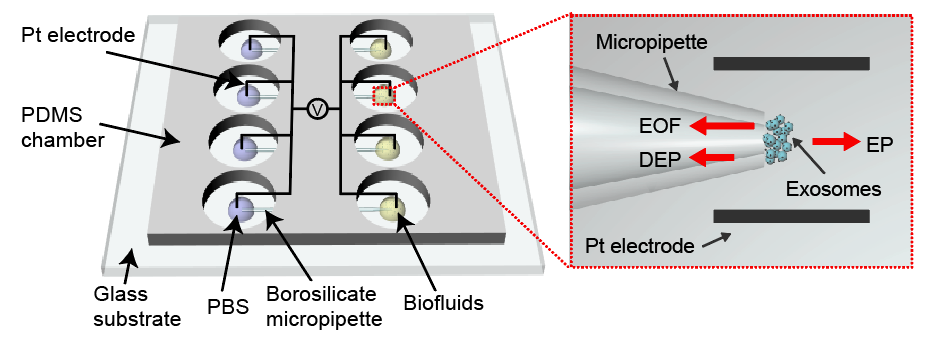 Pt electrode
PDMS
chamber
V
Glass
substrate
PBS
Borosilicate
micropipette
Biofluids
Micropipette
EOF
DEP
EP
Exosomes
Pt electrode